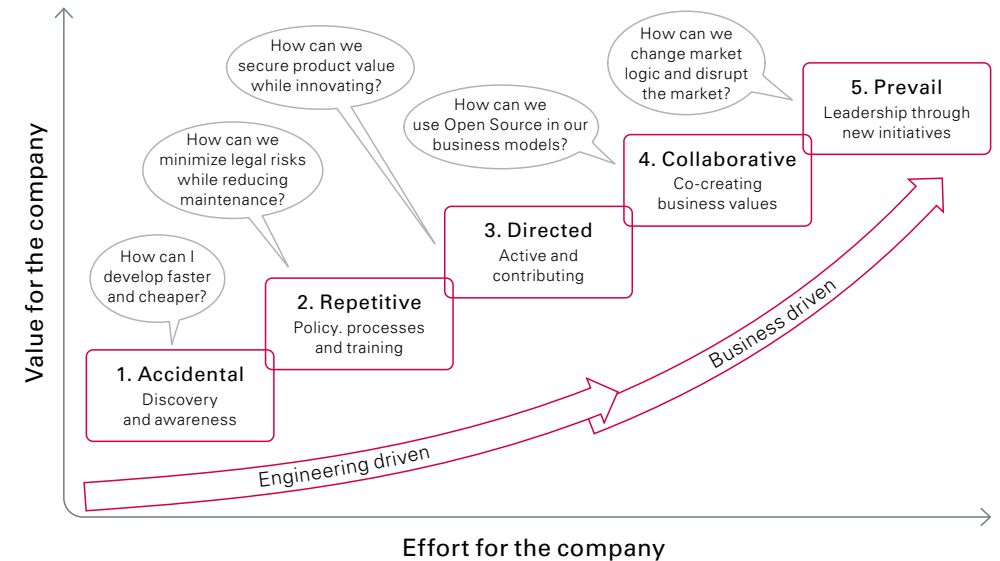 Value for the company
How can I
develop faster
and cheaper?
1. Accidental
Discovery
and awareness
How can we
minimize legal risks
while reducing
maintenance?
2. Repetitive
Policy. processes
and training
How can we
secure product value
while innovating?
3. Directed
Active and
contributing
How can we
use Open Source in our
business models?
4. Collaborative
Co-creating
business values
How can we
change market
logic and disrupt
the market?
5. Prevail
Leadership through
new initiatives
Engineering driven
Business driven
Effort for the company